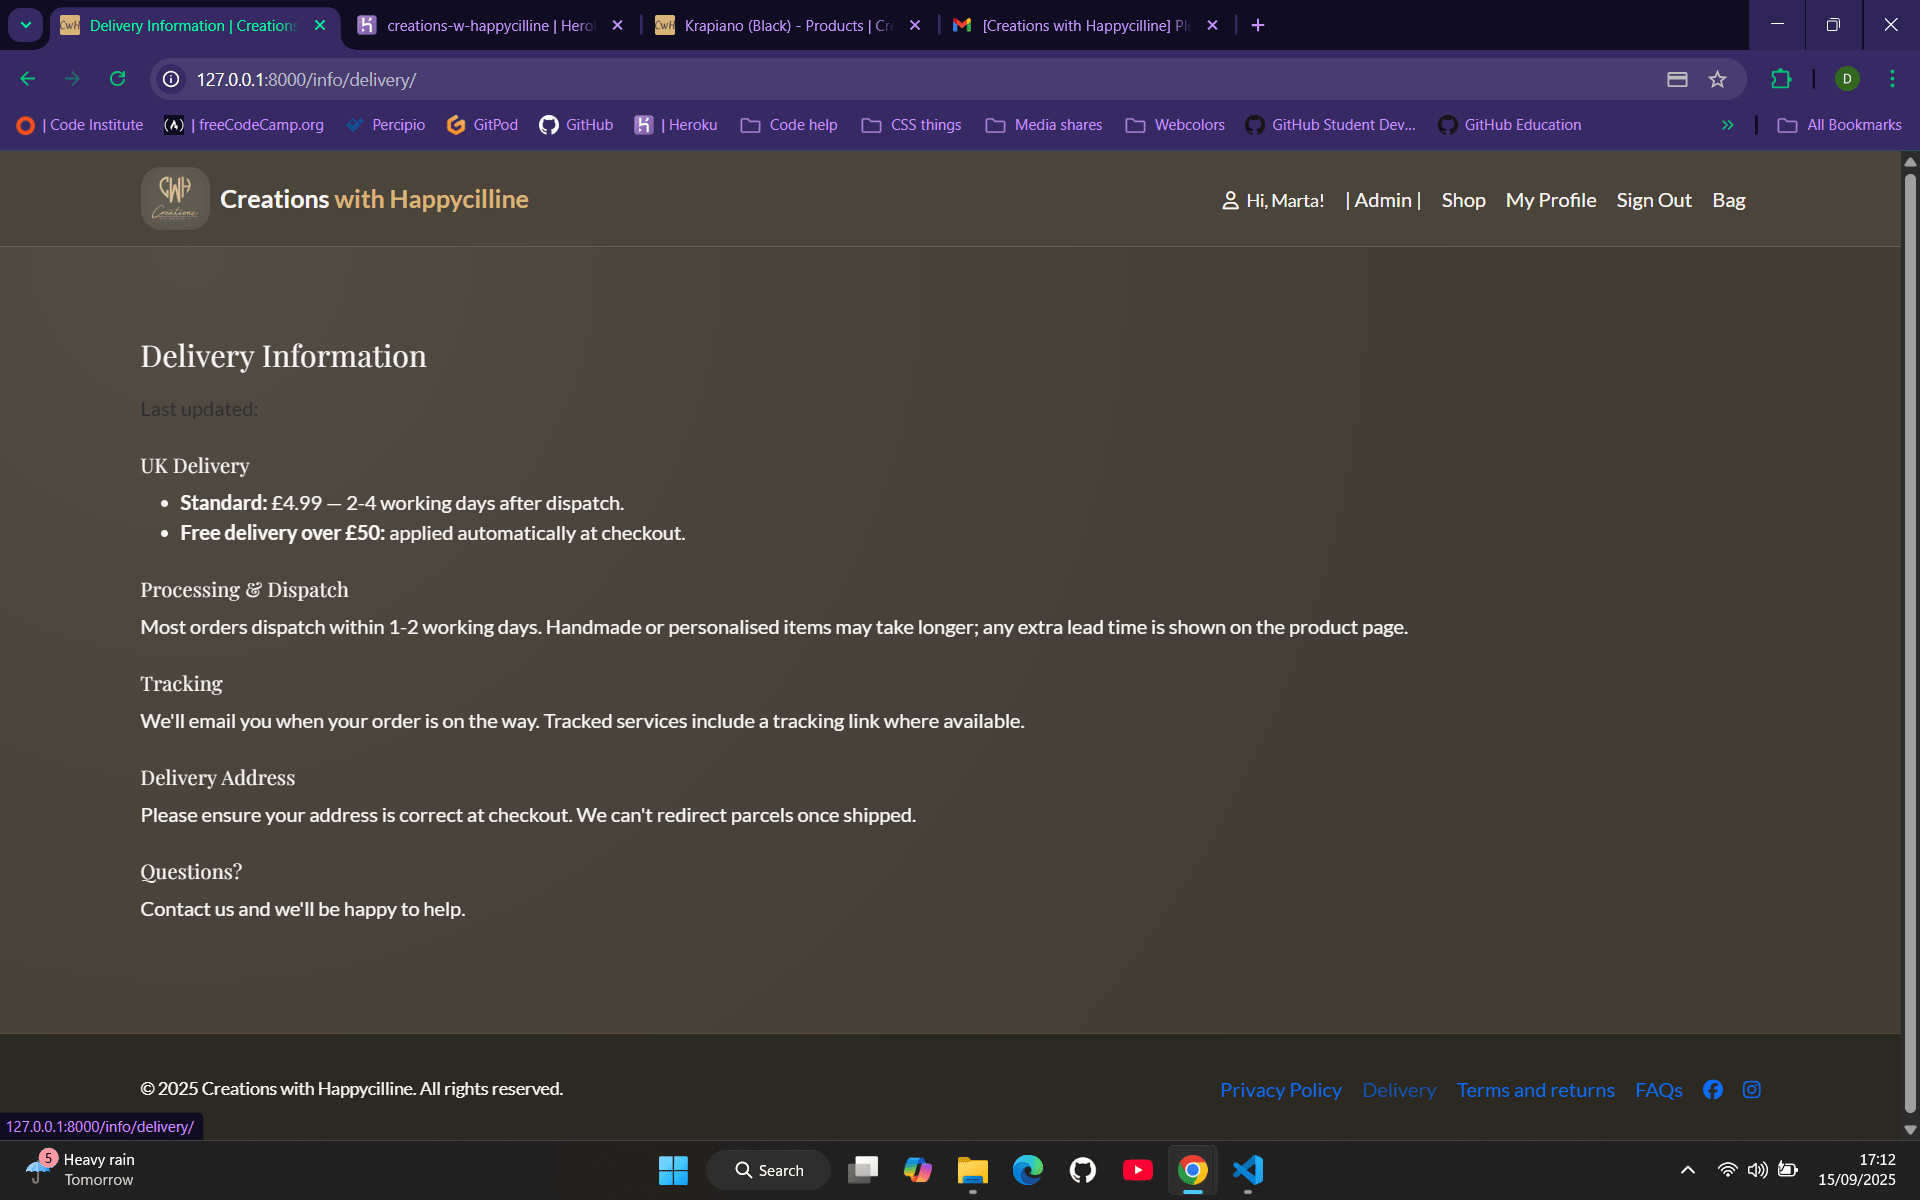 Delivery Information | Creations
creations-w-happycilline | Hero
Krapiano (Black) - Products | Cr
[Creations with Happycilline] Pl
127.0.0.1:8000/info/delivery/
D
| Code Institute
| freeCodeCamp.org
Percipio
GitPod
GitHub
| Heroku
Code help
CSS things
Media shares
Webcolors
GitHub Student Dev...
GitHub Education
All Bookmarks
CWH
Creations
Creations with Happycilline
Hi, Marta!
| Admin |
Shop
My Profile
Sign Out
Bag
Delivery Information
Last updated:
UK Delivery
• Standard: £4.99 — 2-4 working days after dispatch.
• Free delivery over £50: applied automatically at checkout.
Processing & Dispatch
Most orders dispatch within 1-2 working days. Handmade or personalised items may take longer; any extra lead time is shown on the product page.
Tracking
We'll email you when your order is on the way. Tracked services include a tracking link where available.
Delivery Address
Please ensure your address is correct at checkout. We can't redirect parcels once shipped.
Questions?
Contact us and we'll be happy to help.
© 2025 Creations with Happycilline. All rights reserved.
Privacy Policy
Delivery
Terms and returns
FAQs
127.0.0.1:8000/info/delivery/
5
Heavy rain
Tomorrow
Search
17:12
15/09/2025